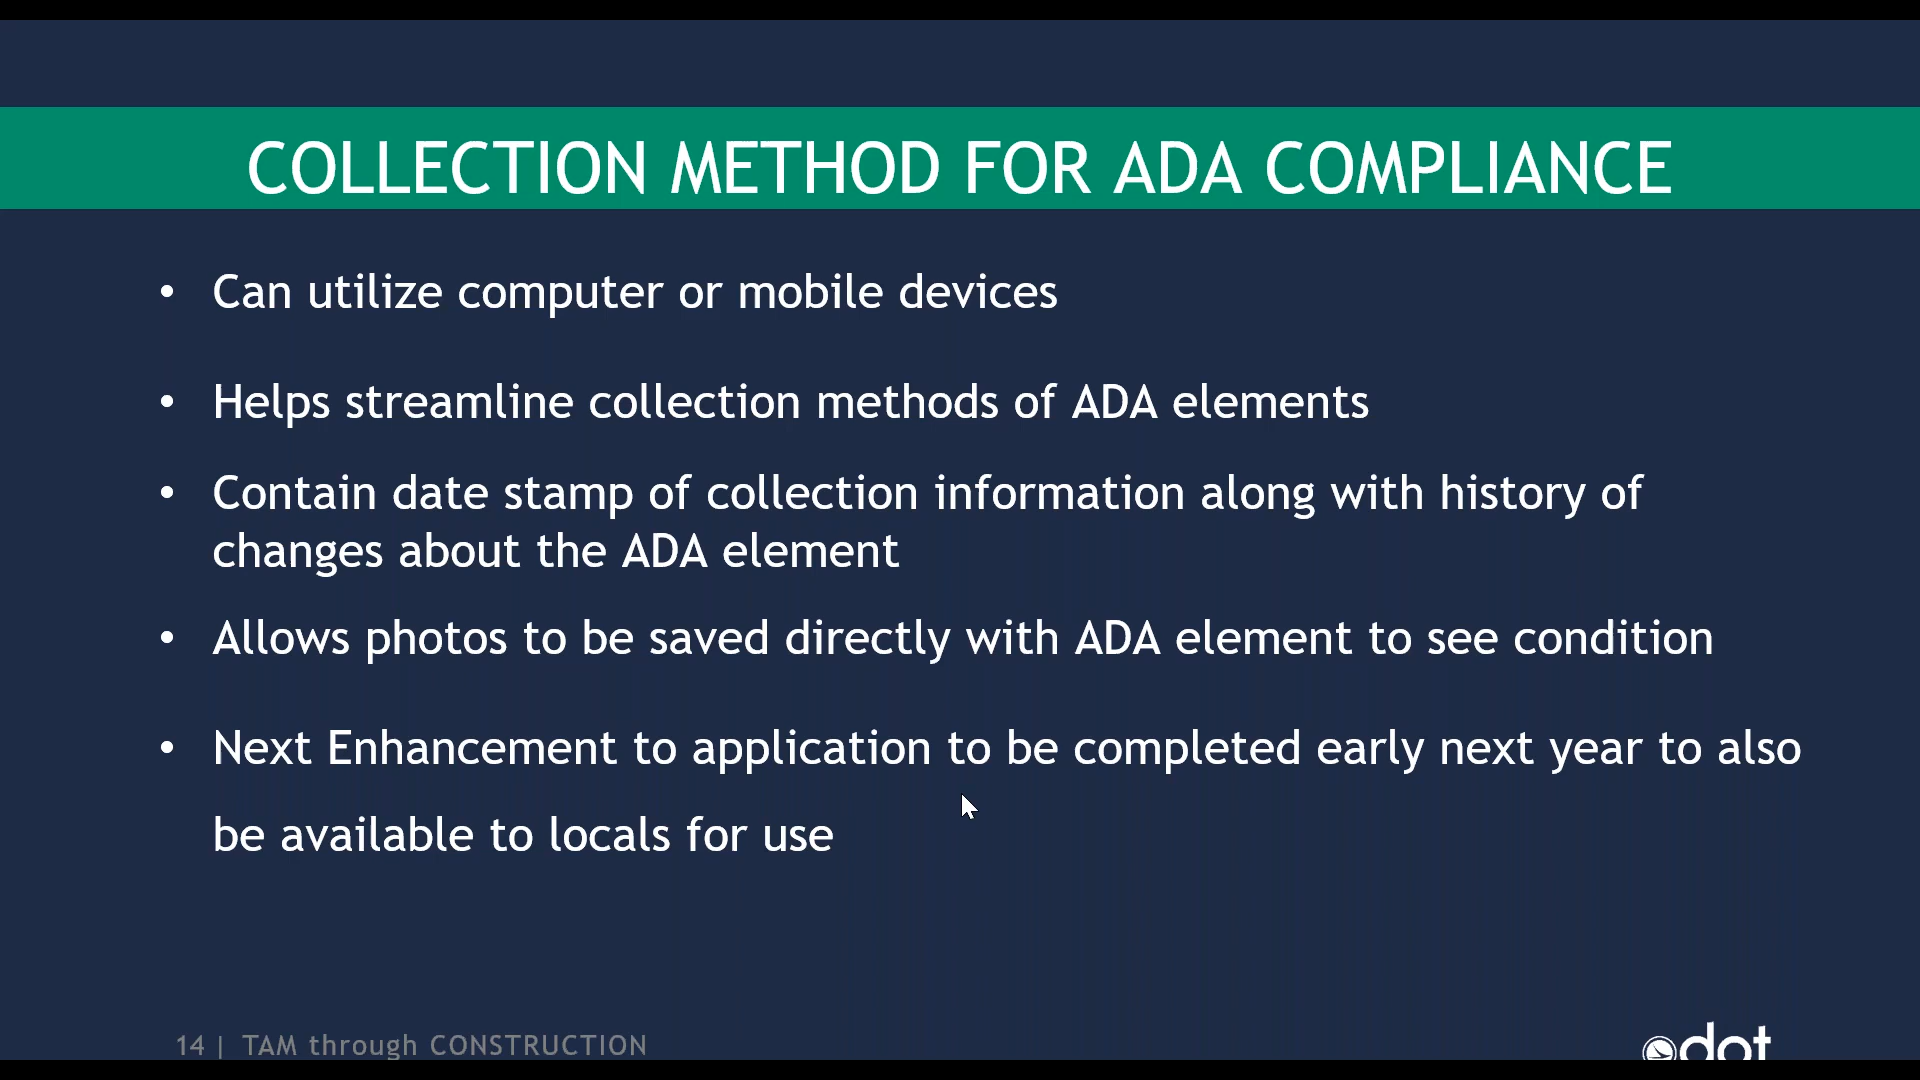 COLLECTION METHOD FOR ADA COMPLIANCE
• Can utilize computer or mobile devices
• Helps streamline collection methods of ADA elements
• Contain date stamp of collection information along with history of
changes about the ADA element
• Allows photos to be saved directly with ADA element to see condition
• Next Enhancement to application to be completed early next year to also
be available to locals for use
14 | TAM through CONSTRUCTION
odot